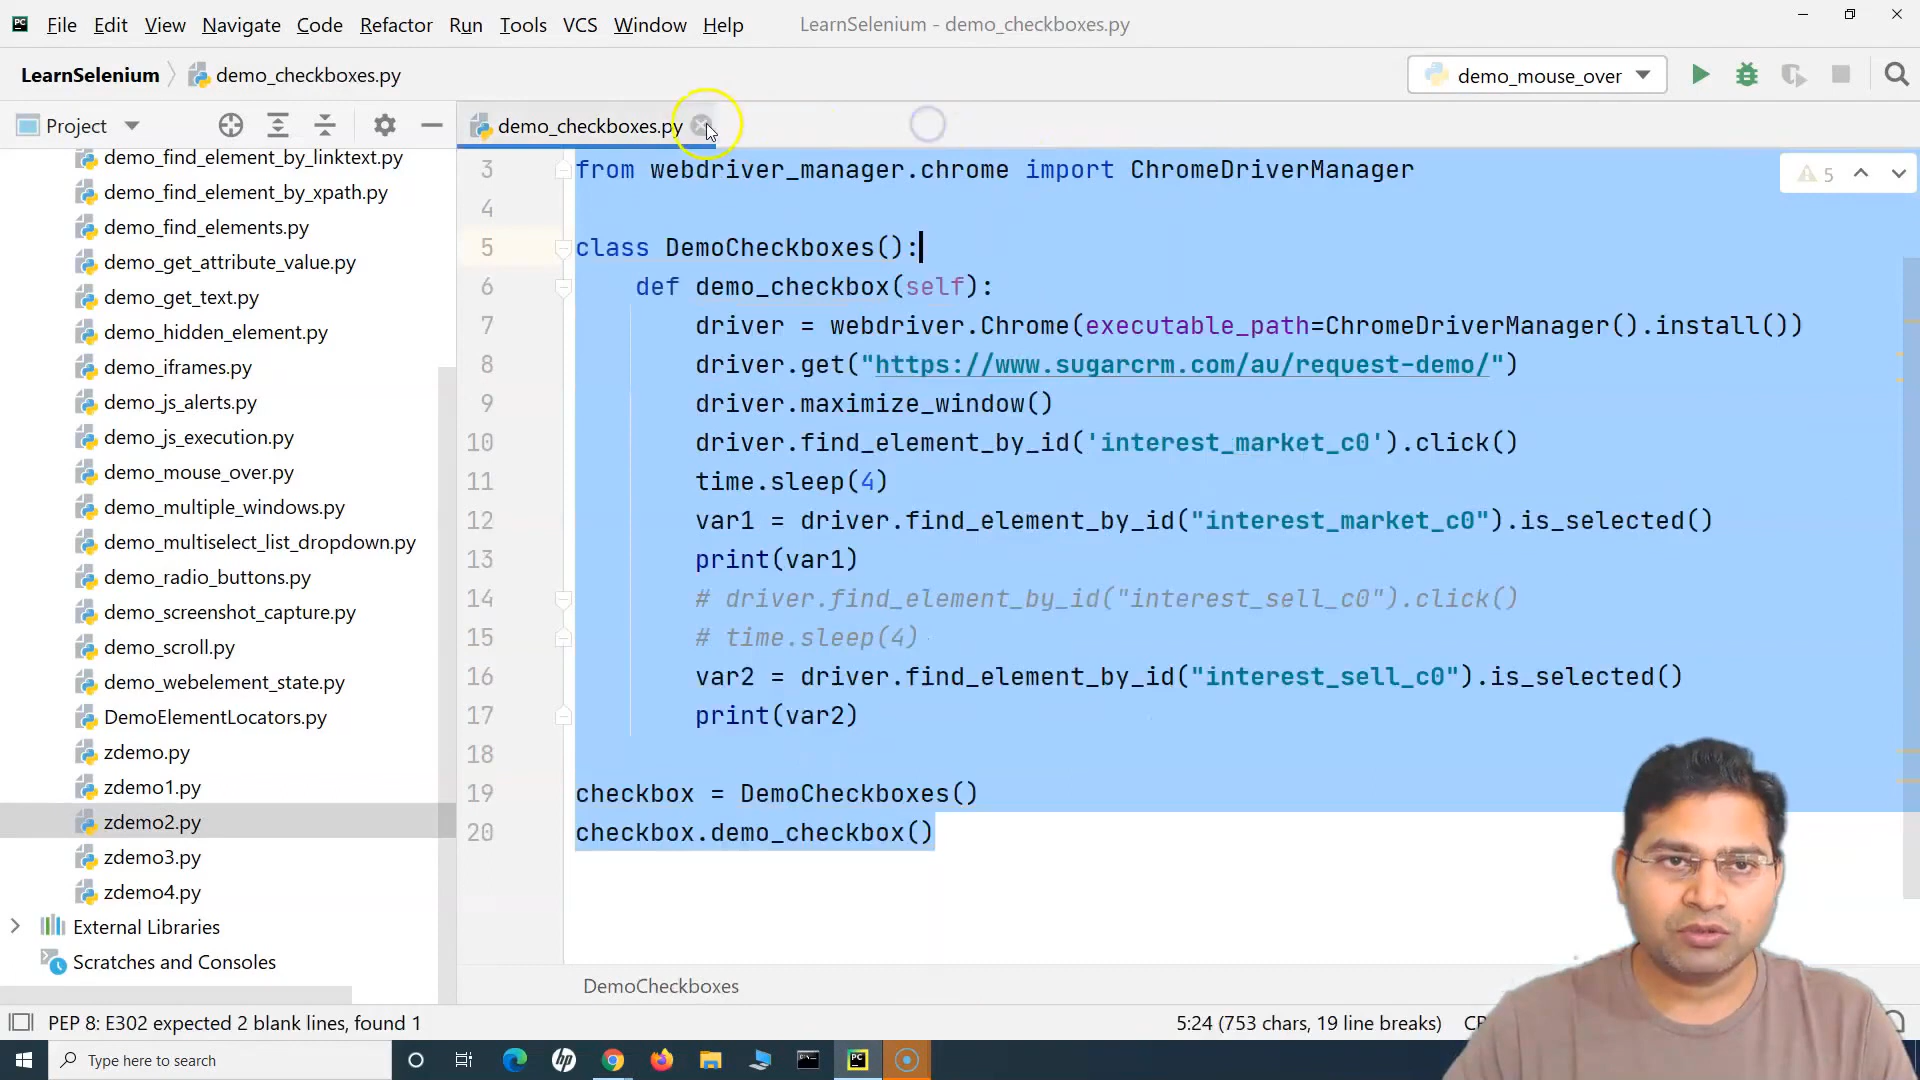 File Edit View Navigate Code Refactor Run Tools VCS Window Help LearnSelenium - demo_checkboxes.py
LearnSelenium demo_checkboxes.py demo_mouse_over
Project demo_checkboxes.py
demo_find_element_by_linktext.py
demo_find_element_by_xpath.py
demo_find_elements.py
demo_get_attribute_value.py
demo_get_text.py
demo_hidden_element.py
demo_iframes.py
demo_js_alerts.py
demo_js_execution.py
demo_mouse_over.py
demo_multiple_windows.py
demo_multiselect_list_dropdown.py
demo_radio_buttons.py
demo_screenshot_capture.py
demo_scroll.py
demo_webelement_state.py
DemoElementLocators.py
zdemo.py
zdemo1.py
zdemo2.py
zdemo3.py
zdemo4.py
External Libraries
Scratches and Consoles
3 from webdriver_manager.chrome import ChromeDriverManager
5
4
5 class DemoCheckboxes():
6 def demo_checkbox(self):
7 driver = webdriver.Chrome(executable_path=ChromeDriverManager().install())
8 driver.get("https://www.sugarcrm.com/au/request-demo/")
9 driver.maximize_window()
10 driver.find_element_by_id('interest_market_c0').click()
11 time.sleep(4)
12 var1 = driver.find_element_by_id("interest_market_c0").is_selected()
13 print(var1)
14 # driver.find_element_by_id("interest_sell_c0").click()
15 # time.sleep(4)
16 var2 = driver.find_element_by_id("interest_sell_c0").is_selected()
17 print(var2)
18
19 checkbox = DemoCheckboxes()
20 checkbox.demo_checkbox()
DemoCheckboxes
PEP 8: E302 expected 2 blank lines, found 1 5:24 (753 chars, 19 line breaks)
Type here to search